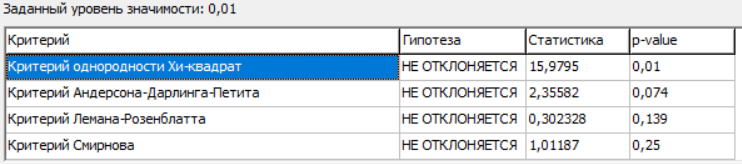 Заданный уровень значимости: 0,01
Критерий Гипотеза Статистика p-value
Критерий однородности Хи-квадрат НЕ ОТКЛОНЯЕТСЯ 15,9795 0,01
Критерий Андерсона-Дарлинга-Петита НЕ ОТКЛОНЯЕТСЯ 2,35582 0,074
Критерий Лемана-Розенблатта НЕ ОТКЛОНЯЕТСЯ 0,302328 0,139
Критерий Смирнова НЕ ОТКЛОНЯЕТСЯ 1,01187 0,25